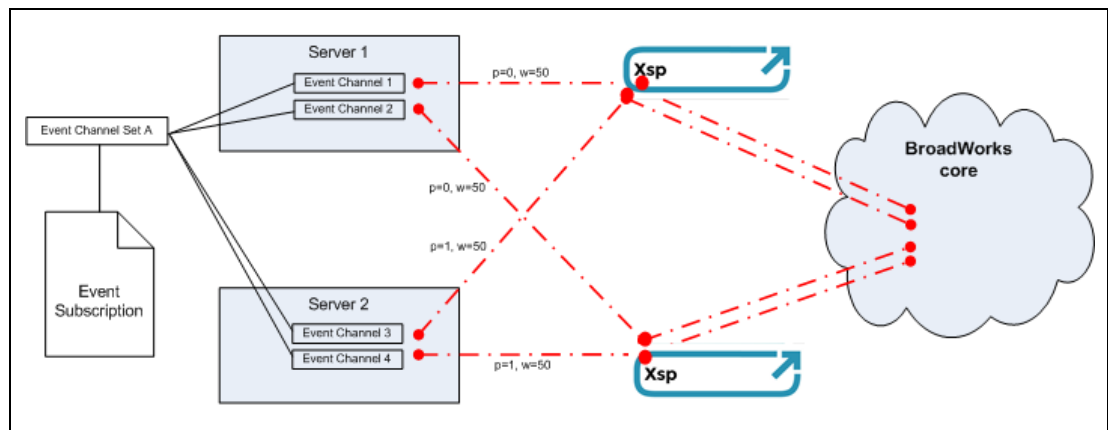 Server 1
Event Channel 1
Event Channel 2
Event Channel Set A
Event
Subscription
Server 2
Event Channel 3
Event Channel 4
p=0, w=50
p=0, w=50
p=1, w=50
p=1, w=50
Xsp
Xsp
BroadWorks
core